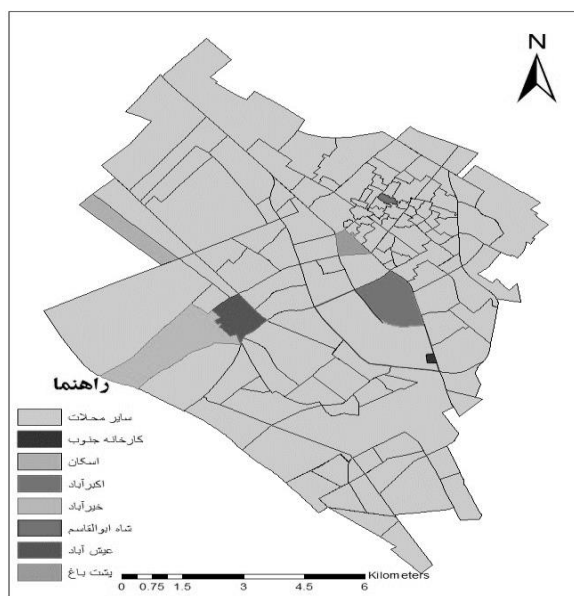 N
راهنما
سایر محلات
کارخانه جنوب
اسکان
اکبرآباد
خیرآباد
شاه ابوالقاسم
عیش آباد
پشت باغ
Kilometers
0 0.75 1.5 3 4.5 6